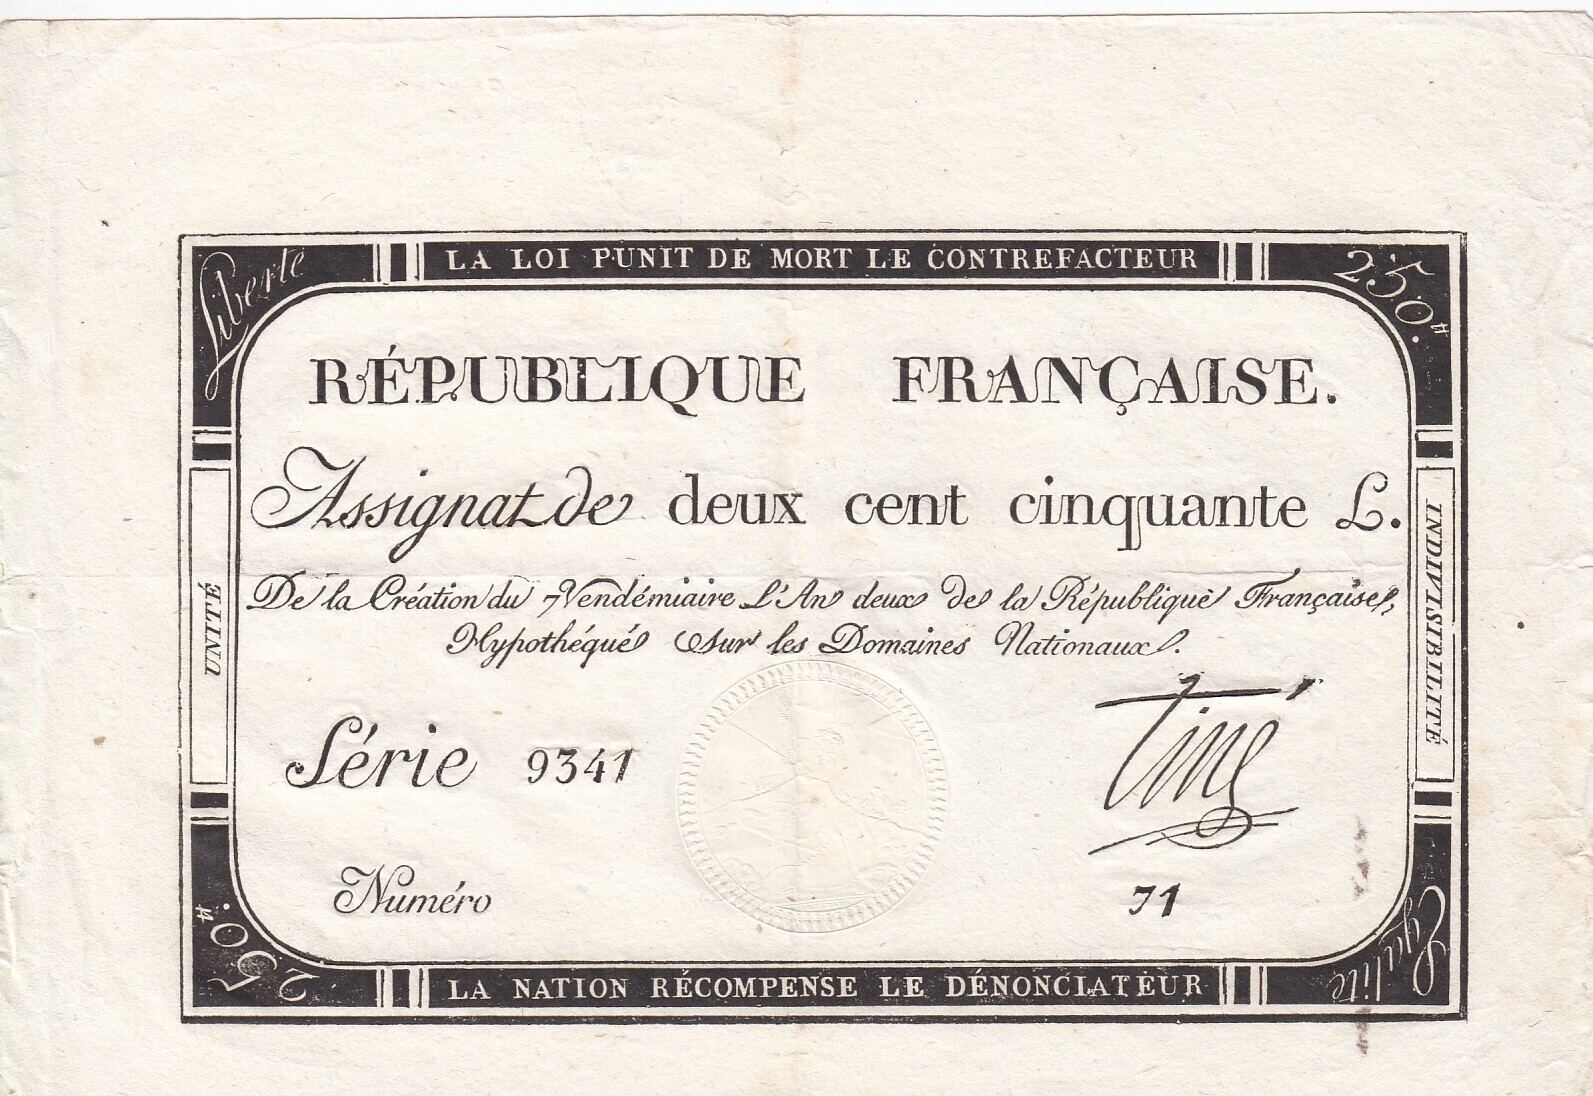 LA LOI PUNIT DE MORT LE CONTREFACTEUR
Liberté
250.
RÉPUBLIQUE FRANÇAISE.
Assignat de deux cent cinquante L.
De la Création du 7 Vendémiaire L'An deux de la République Française,
Hypothéqué sur les Domaines Nationaux.
UNITÉ
INDIVISIBILITÉ
Série 9341
Numéro
71
250.
Egalité
LA NATION RÉCOMPENSE LE DÉNONCIATEUR